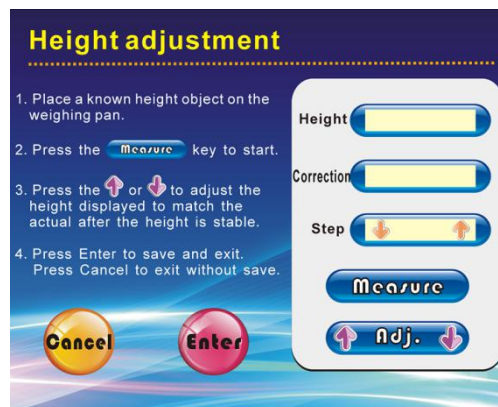 Height adjustment
1. Place a known height object on the
weighing pan.
2. Press the Measure key to start.
3. Press the or to adjust the
height displayed to match the
actual after the height is stable.
4. Press Enter to save and exit.
Press Cancel to exit without save.
Cancel
Enter
Height
Correction
Step
Measure
Adj.